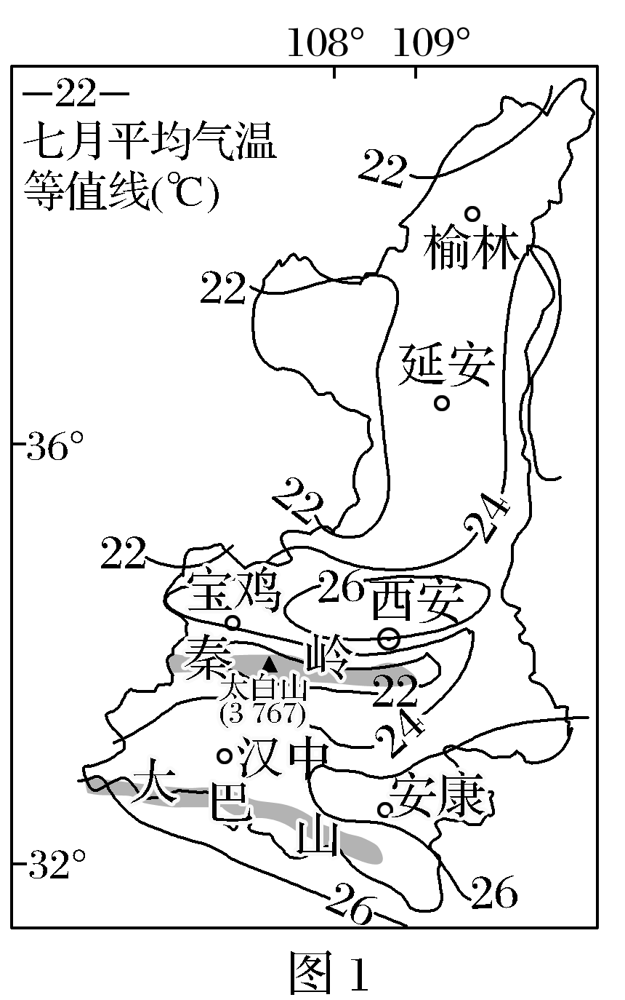 108° 109°
—22—
七月平均气温
等值线(℃)
22
榆林
22
延安
36°
22
24
22
宝鸡
26
西安
秦
岭
太白山
(3 767)
22
24
汉中
大
巴
山
安康
32°
26
26
图 1